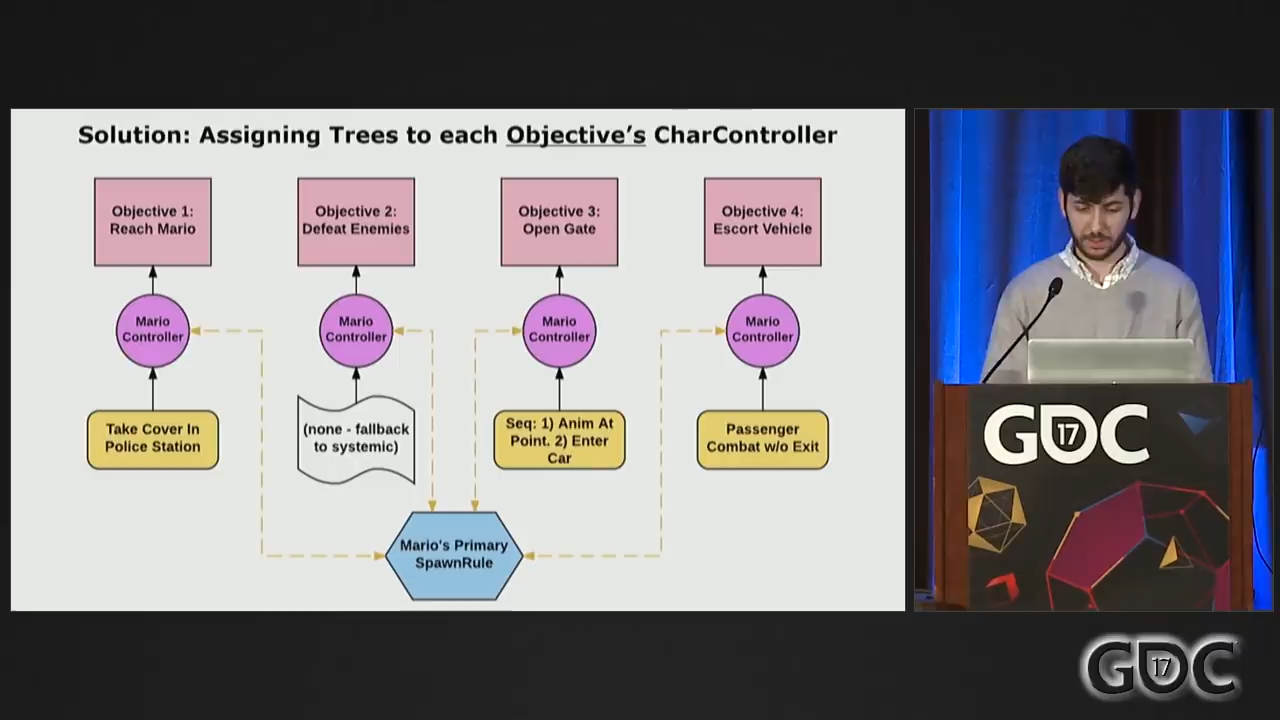 Solution: Assigning Trees to each Objective's CharController
Objective 1:
Reach Mario
Objective 2:
Defeat Enemies
Objective 3:
Open Gate
Objective 4:
Escort Vehicle
Mario
Controller
Mario
Controller
Mario
Controller
Mario
Controller
Take Cover In
Police Station
(none - fallback
to systemic)
Seq: 1) Anim At
Point. 2) Enter
Car
Passenger
Combat w/o Exit
Mario's Primary
SpawnRule
GDC
17
GDC
17